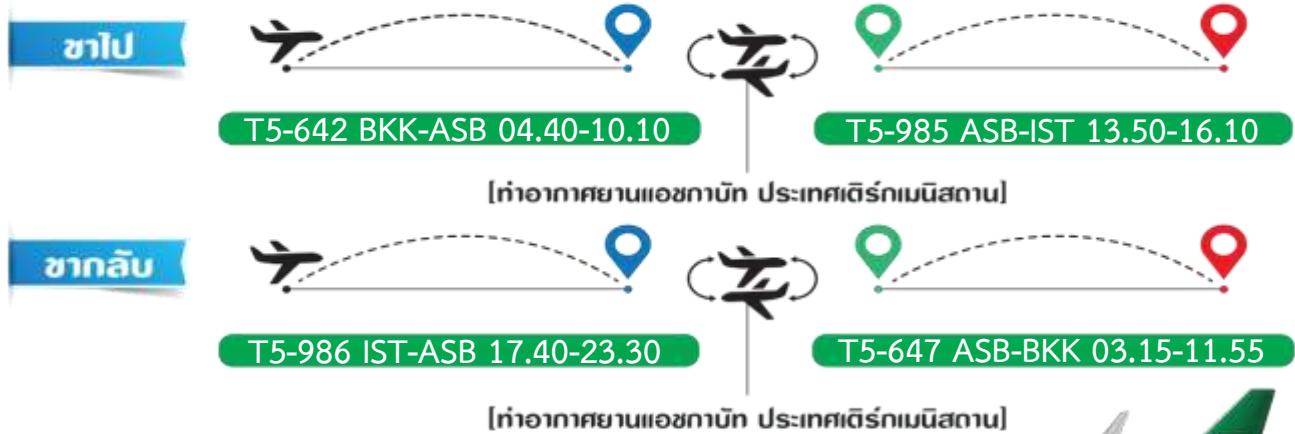 ขาไป
T5-642 BKK-ASB 04.40-10.10
T5-985 ASB-IST 13.50-16.10
[ท่าอากาศยานแอชกาบัท ประเทศเติร์กเมนิสถาน]
ขากลับ
T5-986 IST-ASB 17.40-23.30
T5-647 ASB-BKK 03.15-11.55
[ท่าอากาศยานแอชกาบัท ประเทศเติร์กเมนิสถาน]